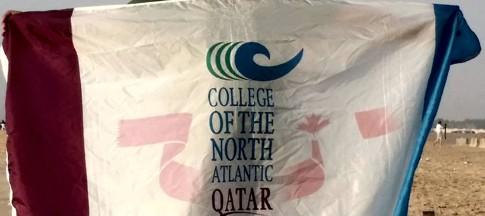 COLLEGE
OF THE
NORTH
ATLANTIC
QATAR